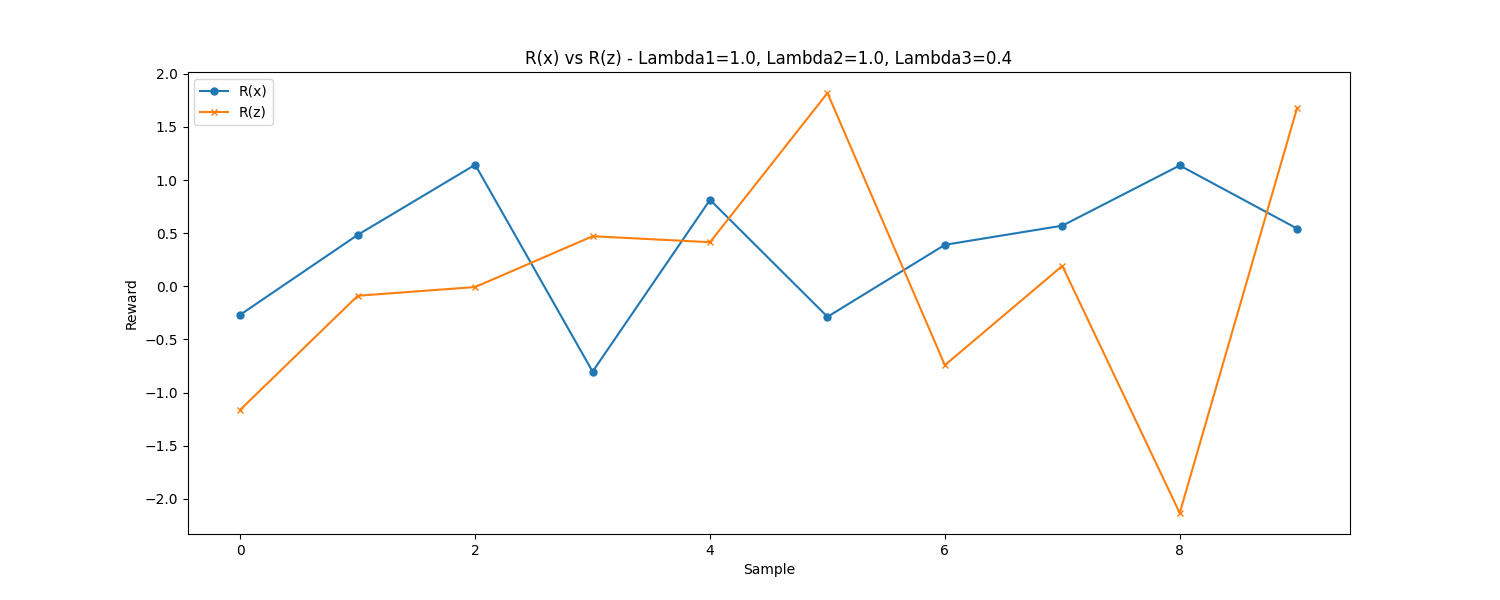 R(x) vs R(z) - Lambda1=1.0, Lambda2=1.0, Lambda3=0.4
R(x)
R(z)
2.0
1.5
1.0
0.5
0.0
−0.5
−1.0
−1.5
−2.0
Reward
0 2 4 6 8
Sample